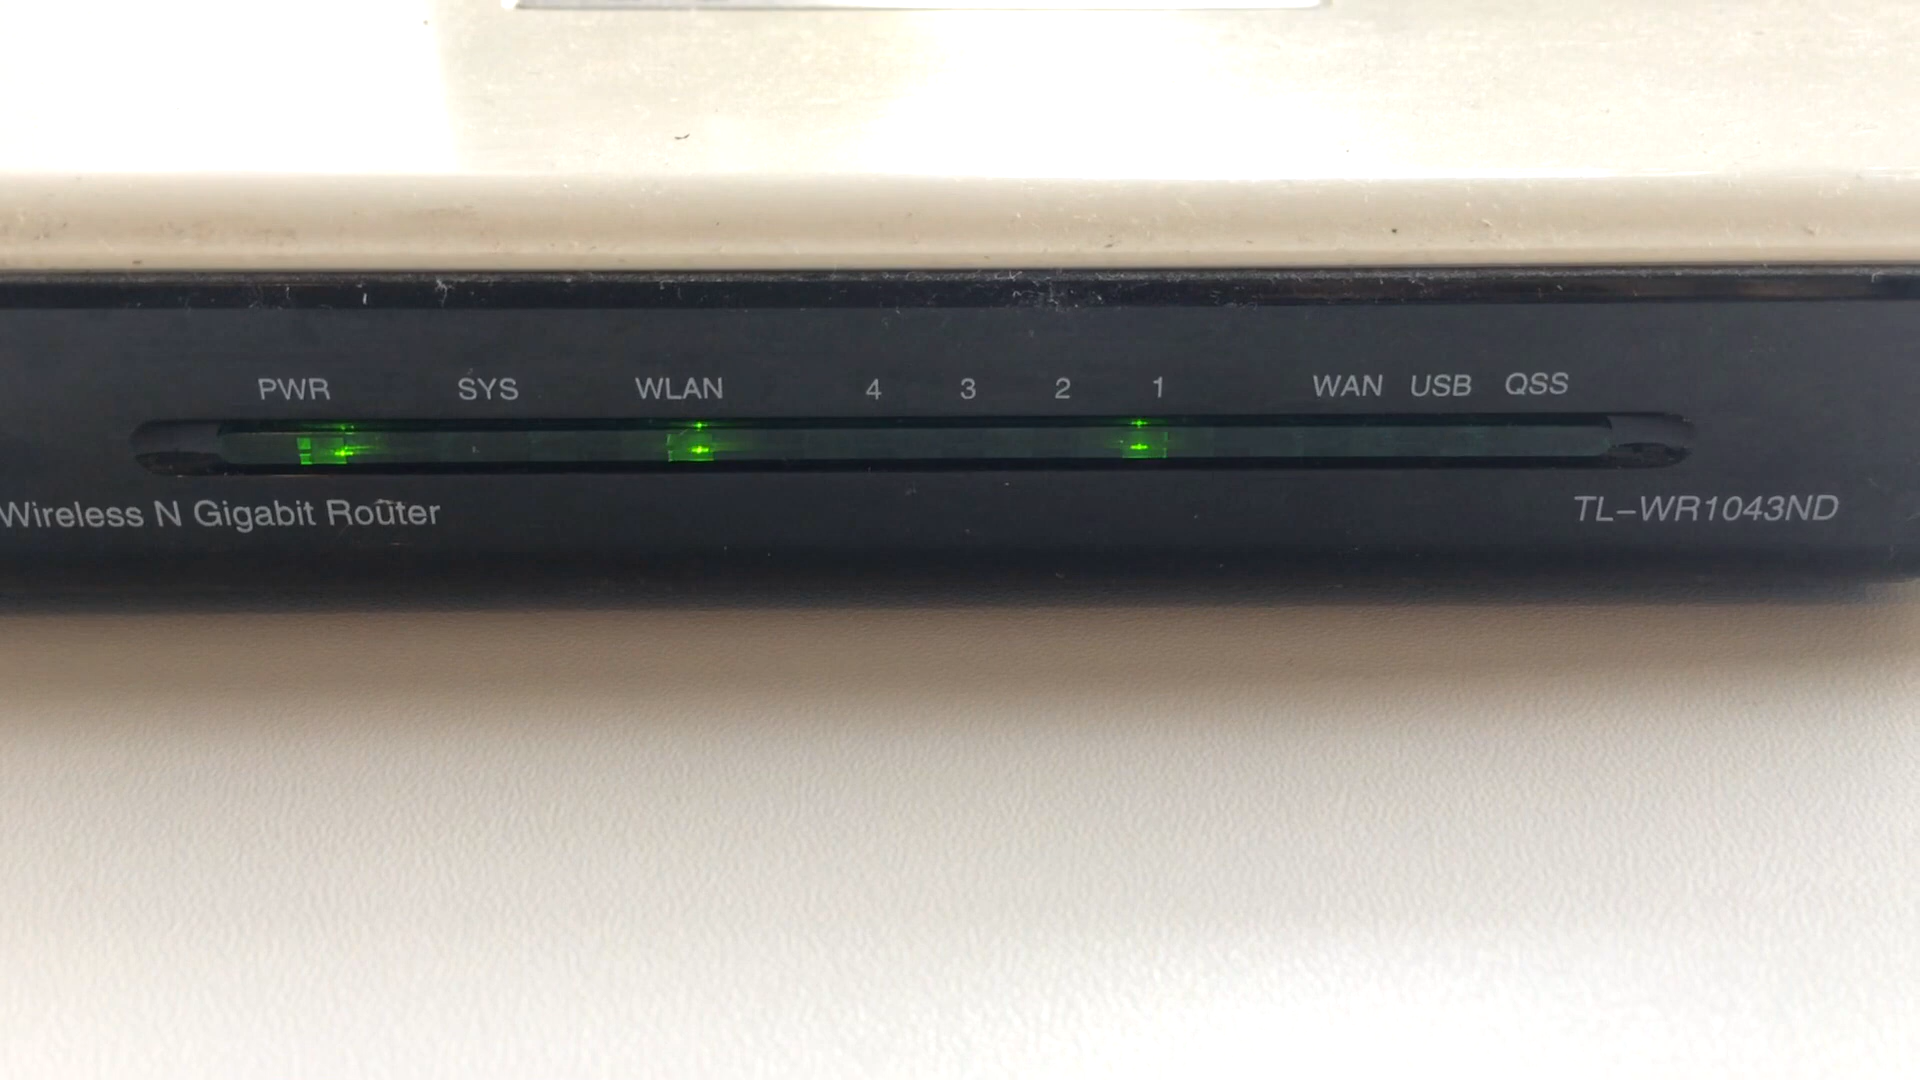 PWR SYS WLAN 4 3 2 1 WAN USB QSS
Wireless N Gigabit Router
TL-WR1043ND